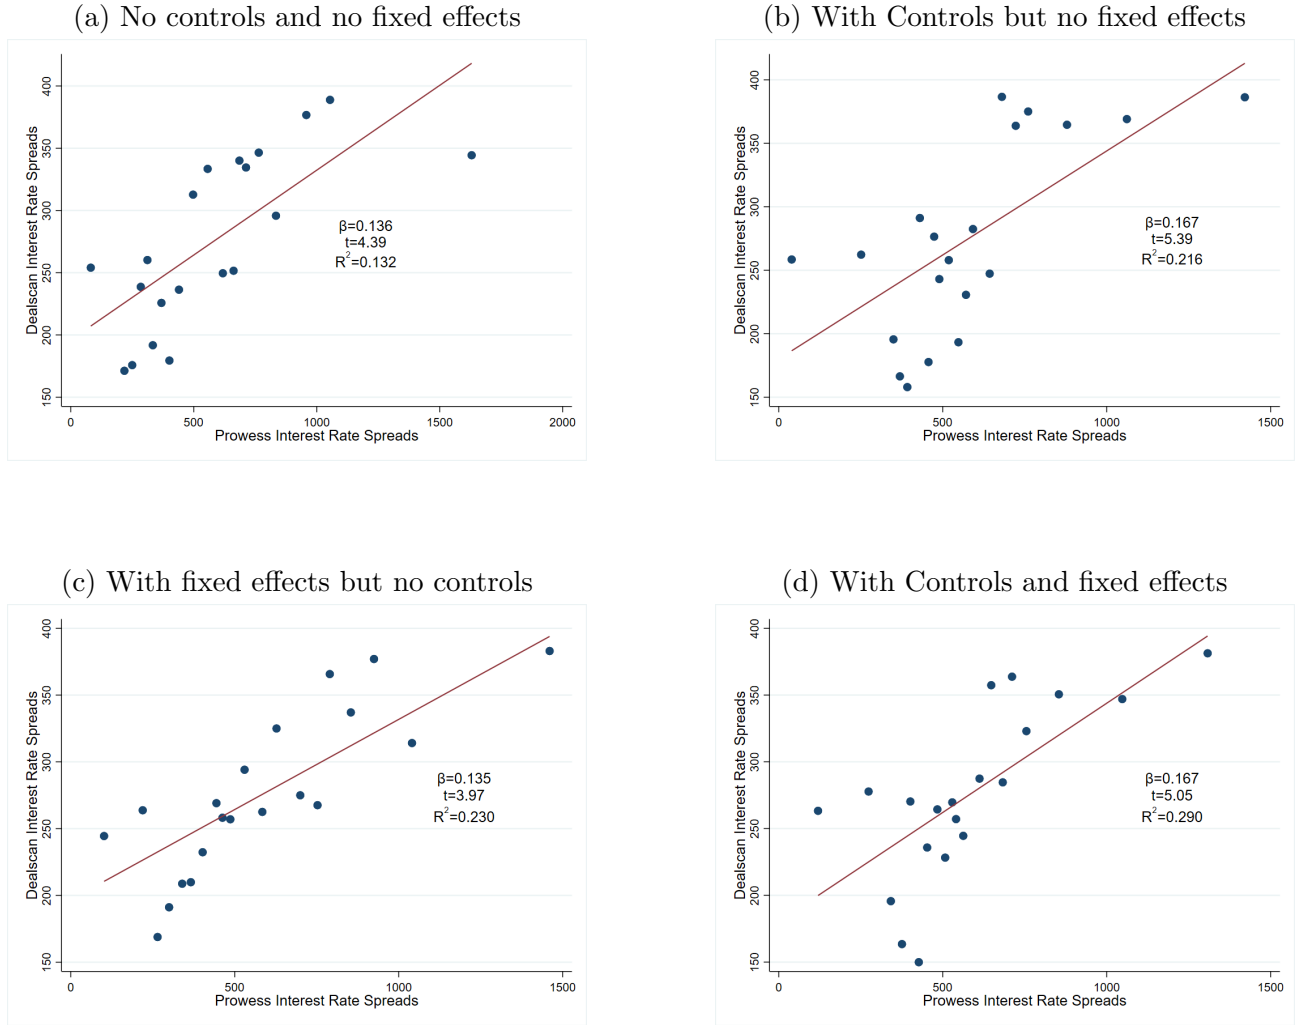 (a) No controls and no fixed effects
Dealscan Interest Rate Spreads
400
350
300
250
200
150
β=0.136
t=4.39
R²=0.132
0 500 1000 1500 2000
Prowess Interest Rate Spreads
(b) With Controls but no fixed effects
Dealscan Interest Rate Spreads
400
350
300
250
200
150
β=0.167
t=5.39
R²=0.216
0 500 1000 1500
Prowess Interest Rate Spreads
(c) With fixed effects but no controls
Dealscan Interest Rate Spreads
400
350
300
250
200
150
β=0.135
t=3.97
R²=0.230
0 500 1000 1500
Prowess Interest Rate Spreads
(d) With Controls and fixed effects
Dealscan Interest Rate Spreads
400
350
300
250
200
150
β=0.167
t=5.05
R²=0.290
0 500 1000 1500
Prowess Interest Rate Spreads